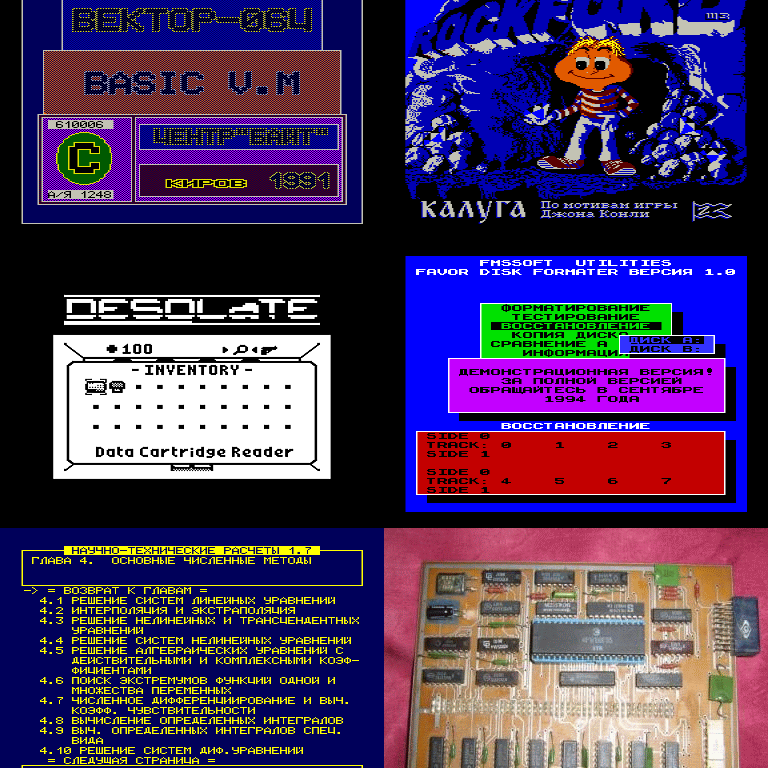 ВЕКТОР-06Ц
BASIC V.M
610006
С
А/Я 1248
ЦЕНТР"БАЙТ"
КИРОВ 1991
ROCKFORD
КАЛУГА
По мотивам игры
Джона Конли
DESOLATE
100
- INVENTORY -
Data Cartridge Reader
FMSSOFT UTILITIES
FAVOR DISK FORMATER ВЕРСИЯ 1.0
ФОРМАТИРОВАНИЕ
ТЕСТИРОВАНИЕ
ВОССТАНОВЛЕНИЕ
КОПИЯ ДИСКА
СРАВНЕНИЕ А
ИНФОРМАЦИ
ДИСК А:
ДИСК В:
ДЕМОНСТРАЦИОННАЯ ВЕРСИЯ!
ЗА ПОЛНОЙ ВЕРСИЕЙ
ОБРАЩАЙТЕСЬ В СЕНТЯБРЕ
1994 ГОДА
ВОССТАНОВЛЕНИЕ
SIDE 0
TRACK: 0 1 2 3
SIDE 1
SIDE 0
TRACK: 4 5 6 7
SIDE 1
НАУЧНО-ТЕХНИЧЕСКИЕ РАСЧЕТЫ 1.7
ГЛАВА 4. ОСНОВНЫЕ ЧИСЛЕННЫЕ МЕТОДЫ
-> = ВОЗВРАТ К ГЛАВАМ =
4.1 РЕШЕНИЕ СИСТЕМ ЛИНЕЙНЫХ УРАВНЕНИЙ
4.2 ИНТЕРПОЛЯЦИЯ И ЭКСТРАПОЛЯЦИЯ
4.3 РЕШЕНИЕ НЕЛИНЕЙНЫХ И ТРАНСЦЕНДЕНТНЫХ
УРАВНЕНИЙ
4.4 РЕШЕНИЕ СИСТЕМ НЕЛИНЕЙНЫХ УРАВНЕНИЙ
4.5 РЕШЕНИЕ АЛГЕБРАИЧЕСКИХ УРАВНЕНИЙ С
ДЕЙСТВИТЕЛЬНЫМИ И КОМПЛЕКСНЫМИ КОЭФ-
ФИЦИЕНТАМИ
4.6 ПОИСК ЭКСТРЕМУМОВ ФУНКЦИЙ ОДНОЙ И
МНОЖЕСТВА ПЕРЕМЕННЫХ
4.7 ЧИСЛЕННОЕ ДИФФЕРЕНЦИИРОВАНИЕ И ВЫЧ.
КОЭФФ. ЧУВСТВИТЕЛЬНОСТИ
4.8 ВЫЧИСЛЕНИЕ ОПРЕДЕЛЕННЫХ ИНТЕГРАЛОВ
4.9 ВЫЧ. ОПРЕДЕЛЕННЫХ ИНТЕГРАЛОВ СПЕЦ.
ВИДА
4.10 РЕШЕНИЕ СИСТЕМ ДИФ.УРАВНЕНИЙ
= СЛЕДУЩАЯ СТРАНИЦА =